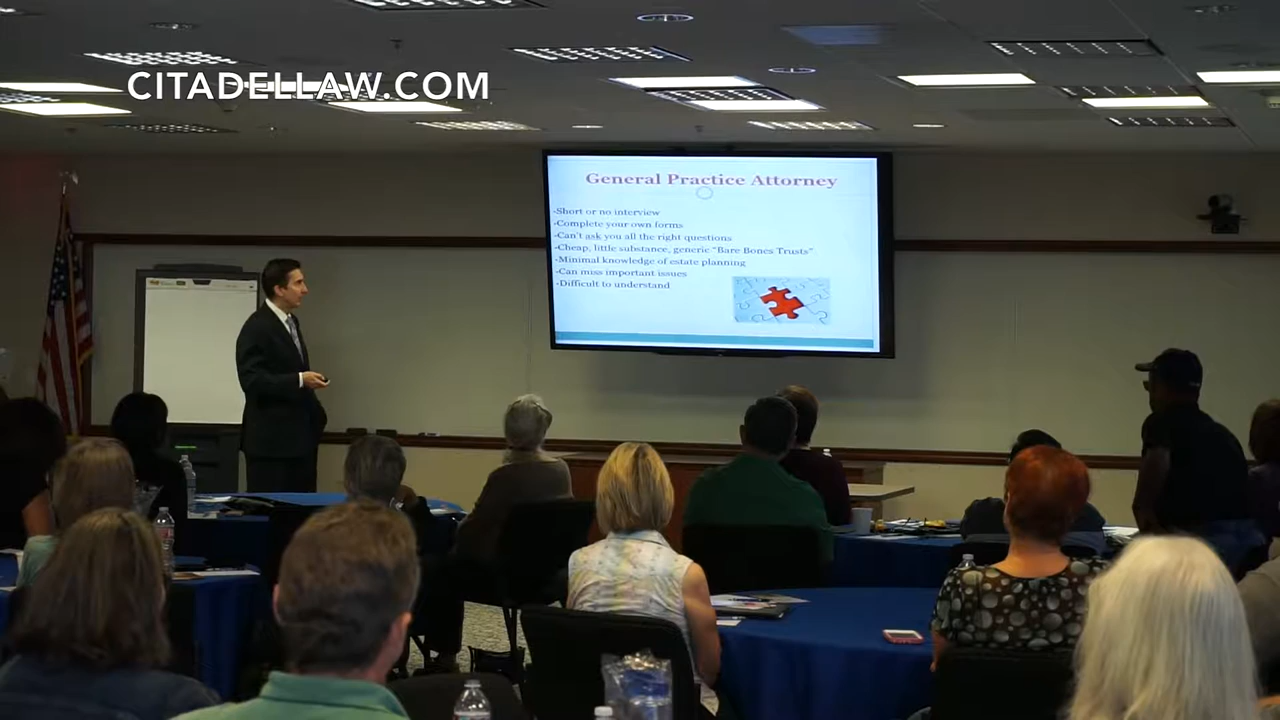 CITADELLAW.COM
General Practice Attorney
-Short or no interview
-Complete your own forms
-Can't ask you all the right questions
-Cheap, little substance, generic "Bare Bones Trusts"
-Minimal knowledge of estate planning
-Can miss important issues
-Difficult to understand